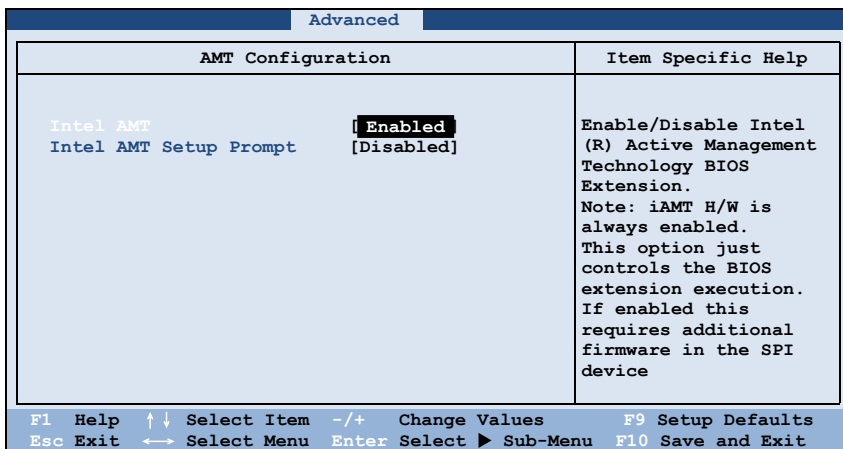 Advanced
AMT Configuration
Item Specific Help
Intel AMT [Enabled]
Intel AMT Setup Prompt [Disabled]
Enable/Disable Intel
(R) Active Management
Technology BIOS
Extension.
Note: iAMT H/W is
always enabled.
This option just
controls the BIOS
extension execution.
If enabled this
requires additional
firmware in the SPI
device
F1 Help ↑↓ Select Item -/+ Change Values F9 Setup Defaults
Esc Exit ←→ Select Menu Enter Select ▶ Sub-Menu F10 Save and Exit